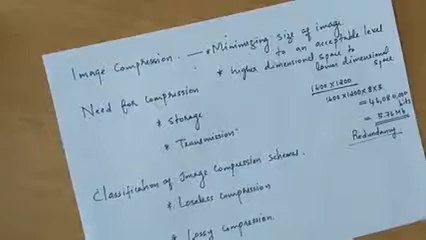 Image Compression. — * Minimizing size of image
to an acceptable level
* higher dimensional space to
lower dimensional
space
Need for compression
* Storage
* Transmission.
1600 x 1200
1600 x 1200 x 8 x 3
= 46,080,000
bits
= 5.76 Mb
Redundancy
Classification of Image Compression schemes.
* Lossless compression
* Lossy compression.